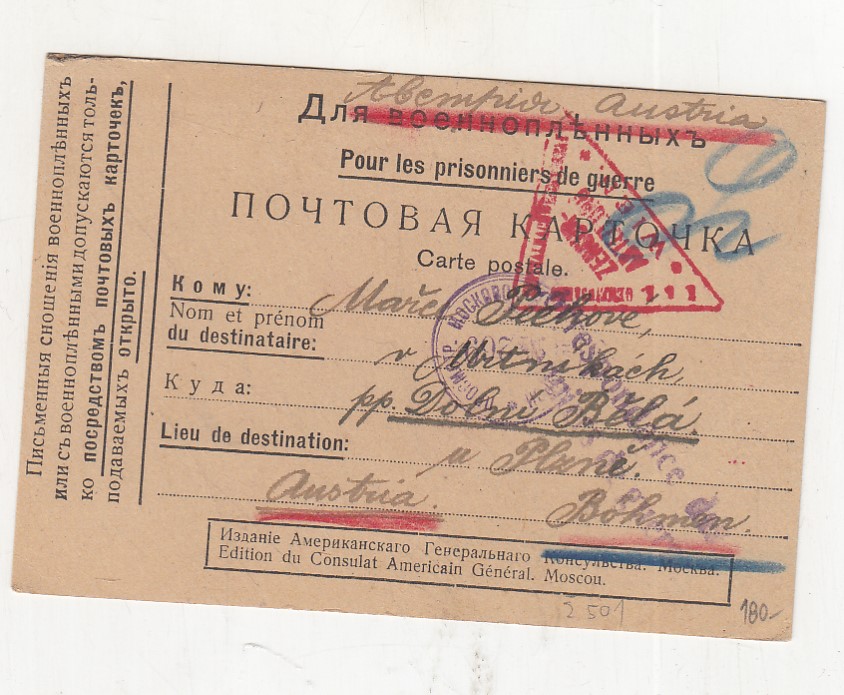 Письменныя сношенія военноплѣнныхъ
или съ военноплѣнными допускаются толь-
ко посредствомъ почтовыхъ карточекъ,
подаваемыхъ открыто.
Австрія Austria
Для военноплѣнныхъ
Pour les prisonniers de guerre
ПОЧТОВАЯ КАРТОЧКА
Carte postale.
Кому:
Nom et prénom
du destinataire:
Куда:
Lieu de destination:
v
pp. Dolní Bělá.
u Plzně.
Austria. Böhmen.
Изданіе Американскаго Генеральнаго Консульства. Москва.
Edition du Consulat Americain Général. Moscou.
2501
180-